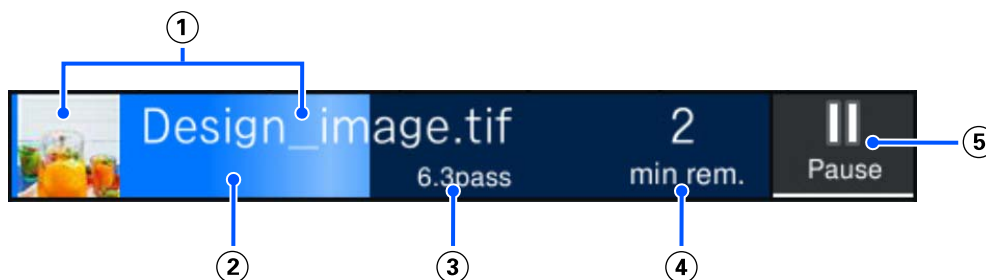 ①
Design_image.tif
2
6.3pass
min rem.
Pause
⑤
②
③
④